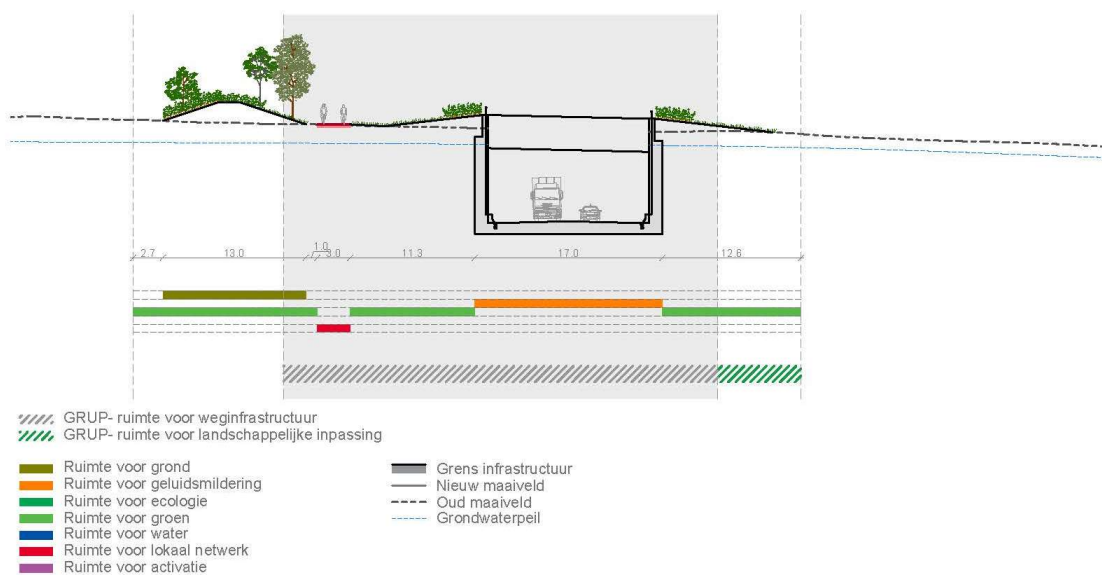 2.7 13.0 1.0 3.0 11.3 17.0 12.6
GRUP- ruimte voor weginfrastructuur
GRUP- ruimte voor landschappelijke inpassing
Ruimte voor grond
Ruimte voor geluidsmildering
Ruimte voor ecologie
Ruimte voor groen
Ruimte voor water
Ruimte voor lokaal netwerk
Ruimte voor activatie
Grens infrastructuur
Nieuw maaiveld
Oud maaiveld
Grondwaterpeil